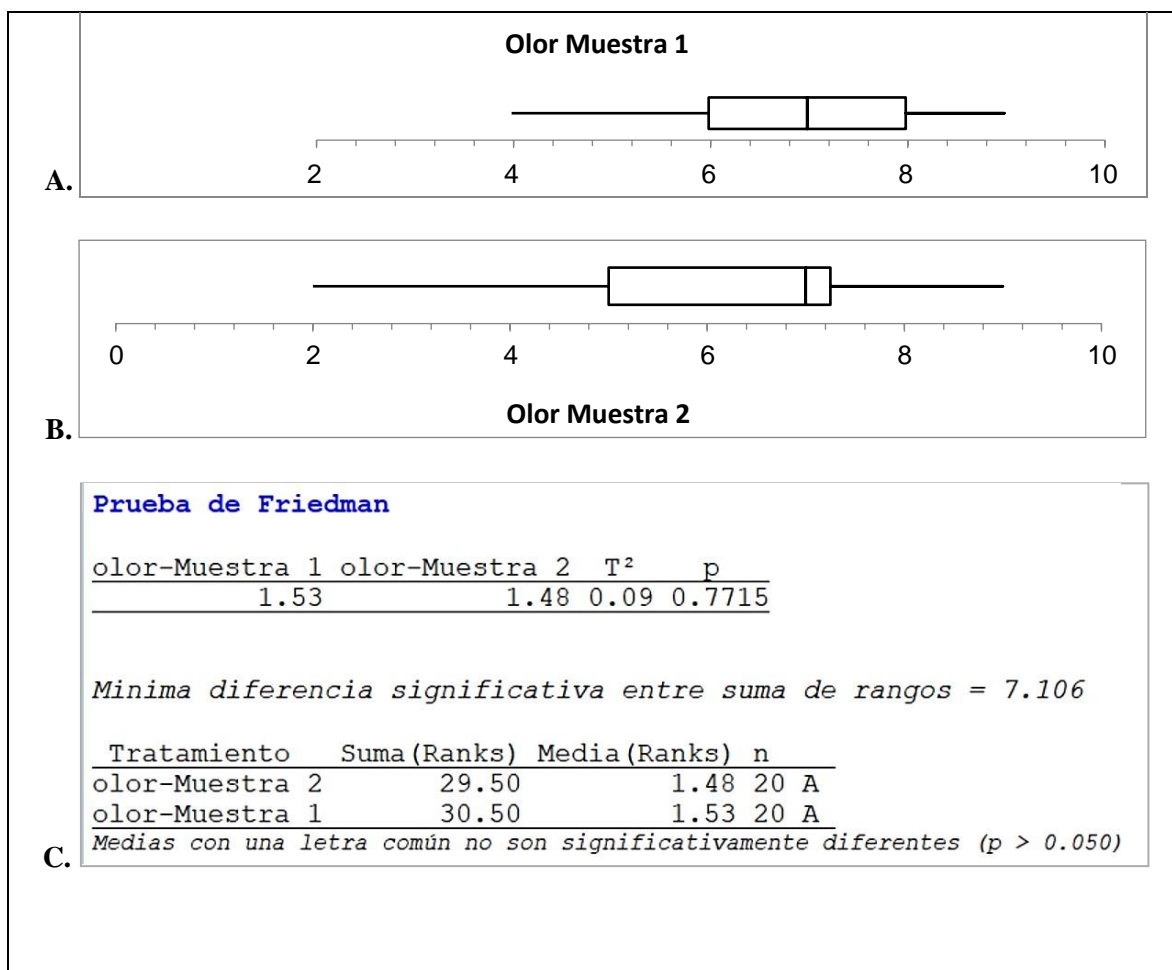 Olor Muestra 1
2 4 6 8 10
A.
0 2 4 6 8 10
Olor Muestra 2
B.
Prueba de Friedman
olor-Muestra 1 olor-Muestra 2 T² p
1.53 1.48 0.09 0.7715
Minima diferencia significativa entre suma de rangos = 7.106
Tratamiento Suma(Ranks) Media(Ranks) n
olor-Muestra 2 29.50 1.48 20 A
olor-Muestra 1 30.50 1.53 20 A
Medias con una letra común no son significativamente diferentes (p > 0.050)
C.